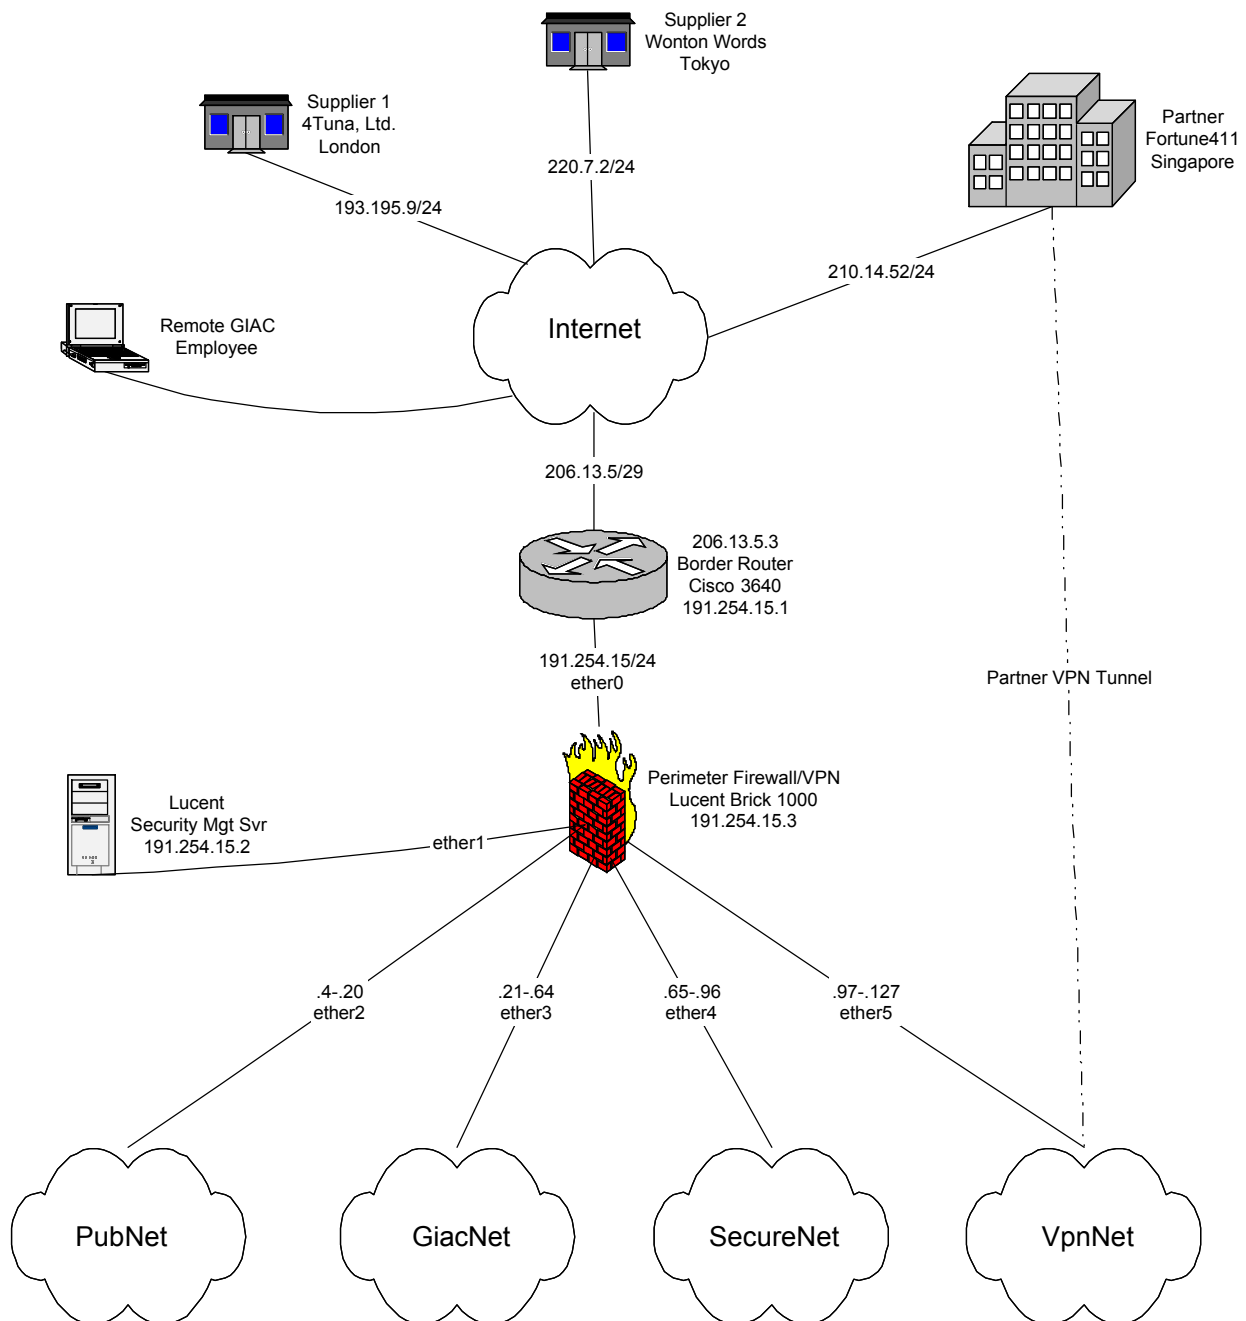 Supplier 2
Wonton Words
Tokyo
Supplier 1
4Tuna, Ltd.
London
Partner
Fortune411
Singapore
220.7.2/24
193.195.9/24
210.14.52/24
Remote GIAC
Employee
Internet
206.13.5/29
206.13.5.3
Border Router
Cisco 3640
191.254.15.1
191.254.15/24
ether0
Partner VPN Tunnel
Perimeter Firewall/VPN
Lucent Brick 1000
191.254.15.3
Lucent
Security Mgt Svr
191.254.15.2
ether1
.4-.20
ether2
.21-.64
ether3
.65-.96
ether4
.97-.127
ether5
PubNet
GiacNet
SecureNet
VpnNet